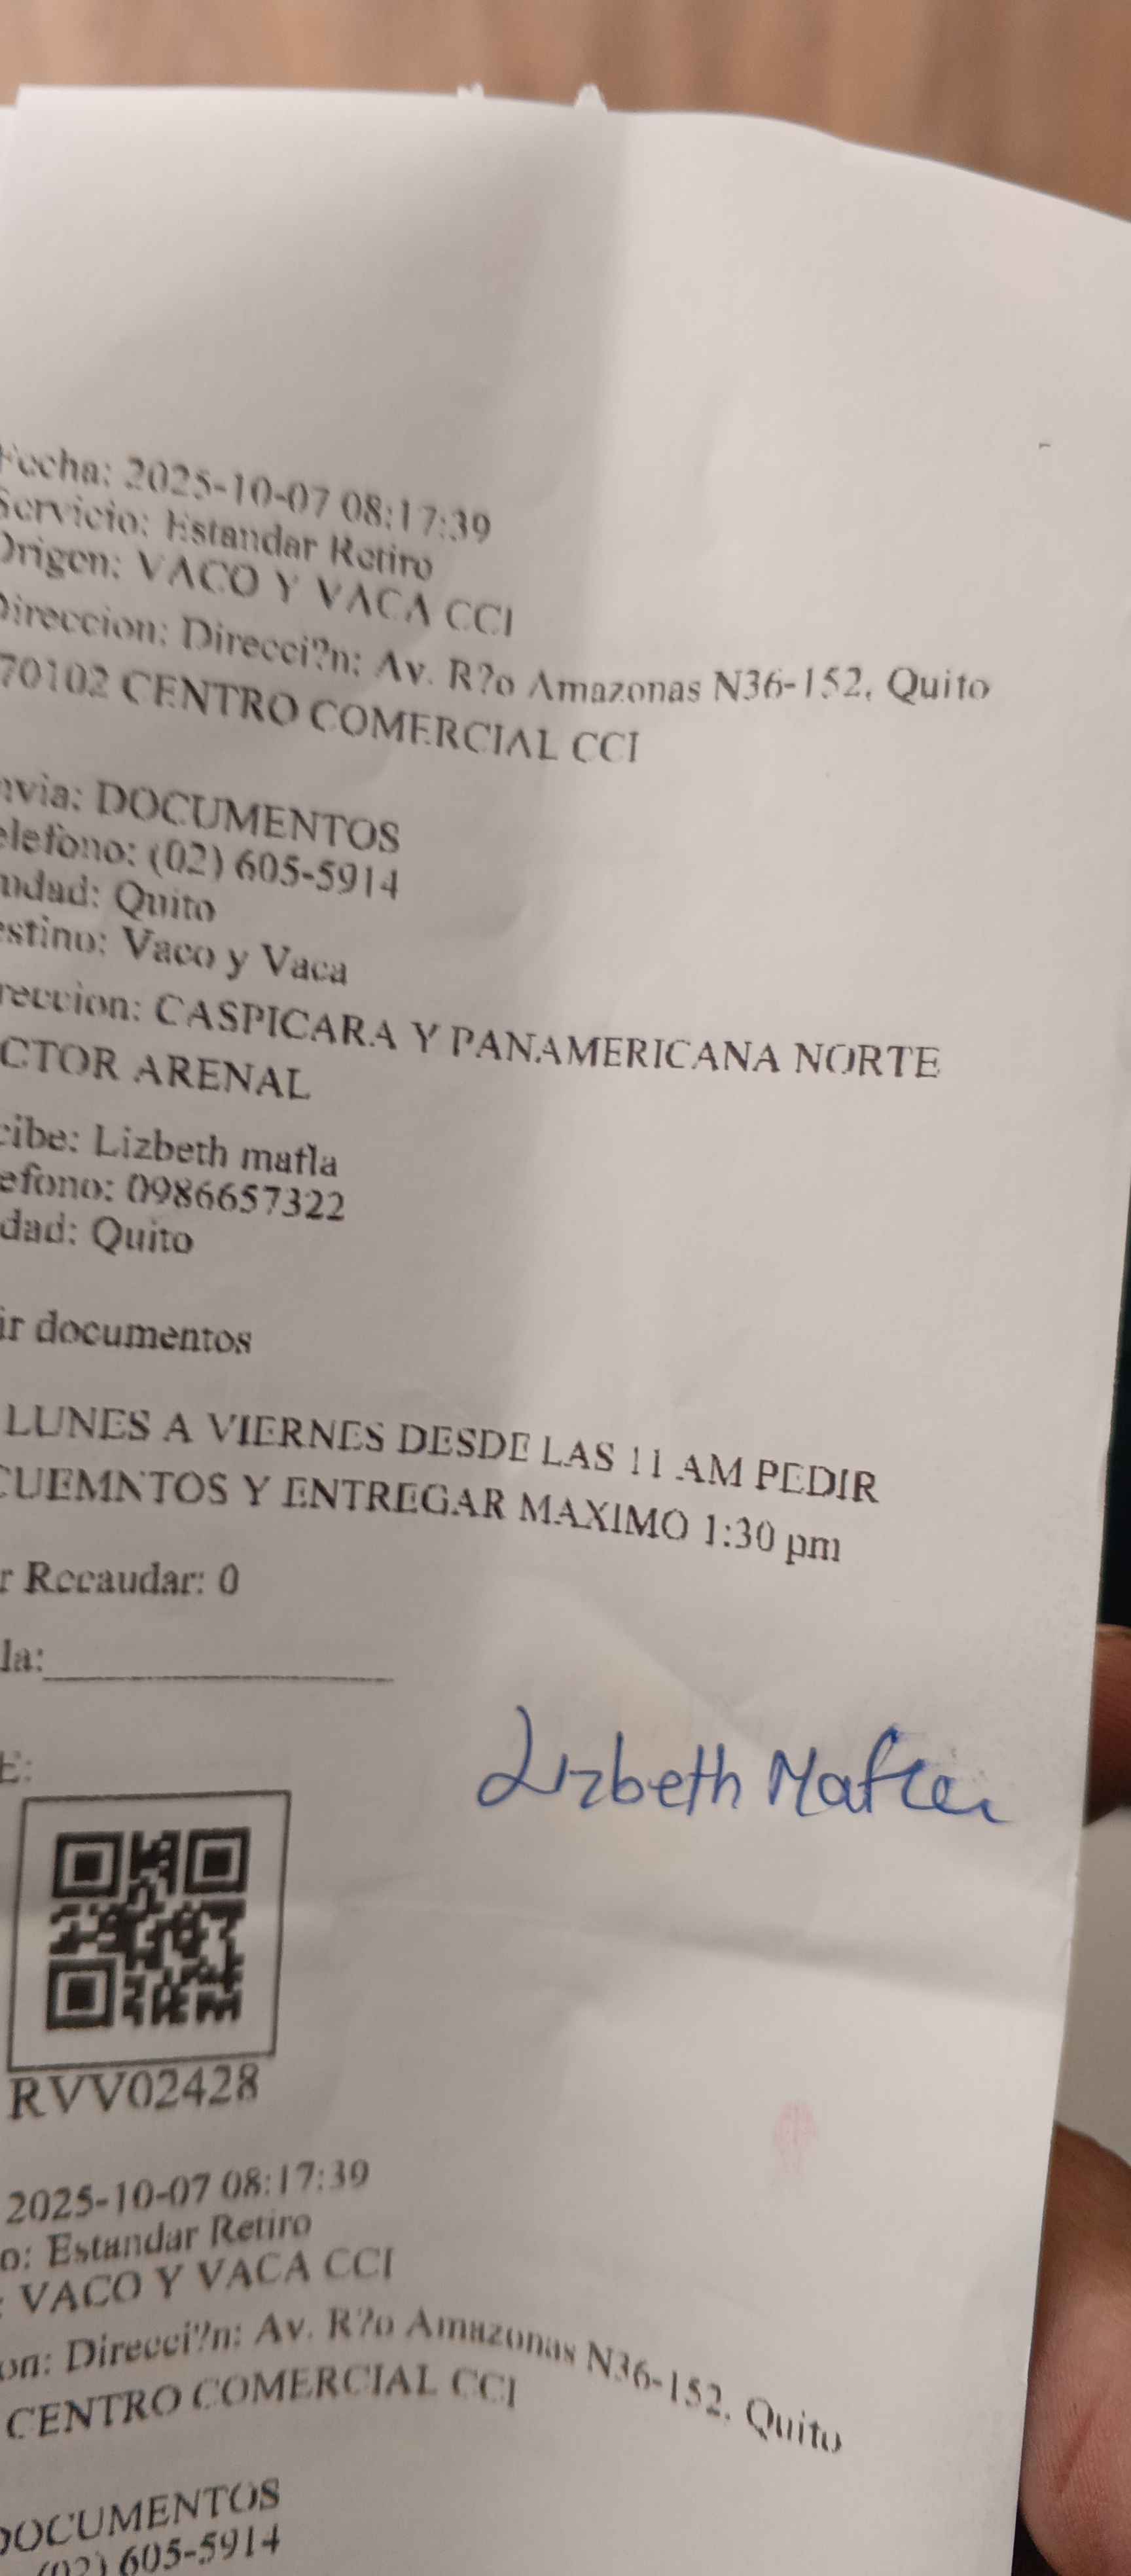 Fecha: 2025-10-07 08:17:39
Servicio: Estandar Retiro
Origen: VACO Y VACA CCI
Direccion: Direcci?n: Av. R?o Amazonas N36-152, Quito
70102 CENTRO COMERCIAL CCI
nvia: DOCUMENTOS
elefono: (02) 605-5914
udad: Quito
estino: Vaco y Vaca
reccion: CASPICARA Y PANAMERICANA NORTE
CTOR ARENAL
cibe: Lizbeth mafla
efono: 0986657322
dad: Quito
ir documentos
LUNES A VIERNES DESDE LAS 11 AM PEDIR
CUEMNTOS Y ENTREGAR MAXIMO 1:30 pm
r Recaudar: 0
la:
E:
Lizbeth Mafla
RVV02428
2025-10-07 08:17:39
o: Estandar Retiro
: VACO Y VACA CCI
on: Direcci?n: Av. R?o Amazonas N36-152, Quito
CENTRO COMERCIAL CCI
DOCUMENTOS
(02) 605-5914